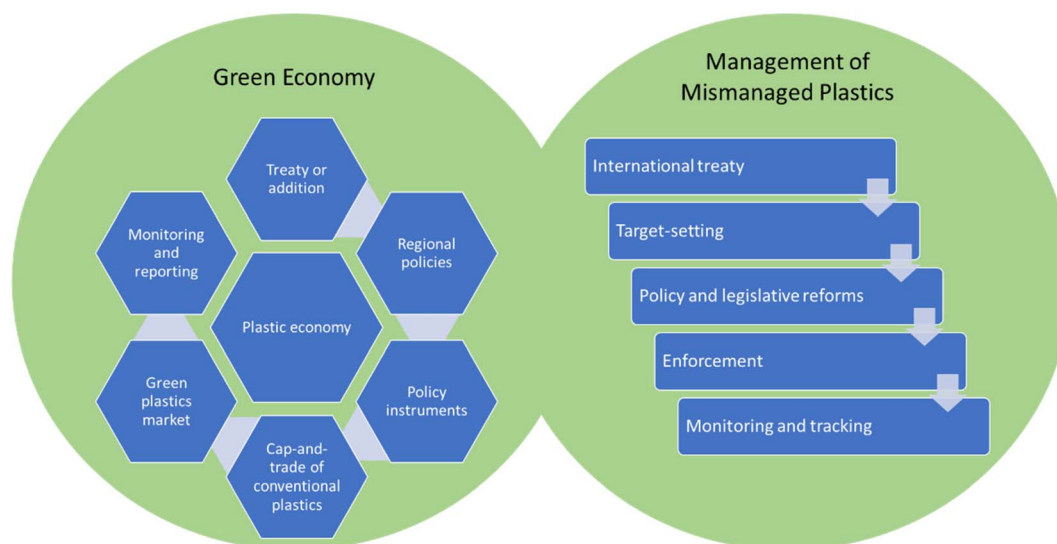 Green Economy
Treaty or
addition
Regional
policies
Policy
instruments
Cap-and-
trade of
conventional
plastics
Green
plastics
market
Monitoring
and
reporting
Plastic economy
Management of
Mismanaged Plastics
International treaty
Target-setting
Policy and legislative reforms
Enforcement
Monitoring and tracking